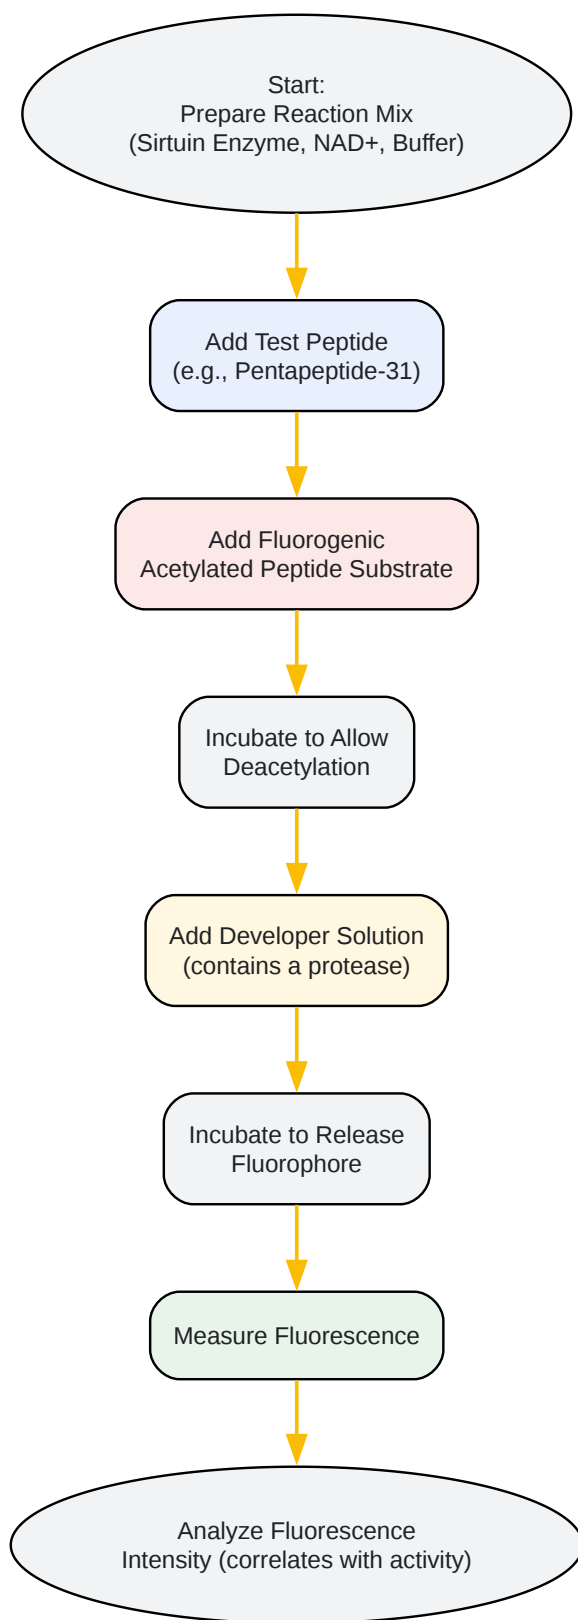 Start:
Prepare Reaction Mix
(Sirtuin Enzyme, NAD+, Buffer)
Add Test Peptide
(e.g., Pentapeptide-31)
Add Fluorogenic
Acetylated Peptide Substrate
Incubate to Allow
Deacetylation
Add Developer Solution
(contains a protease)
Incubate to Release
Fluorophore
Measure Fluorescence
Analyze Fluorescence
Intensity (correlates with activity)